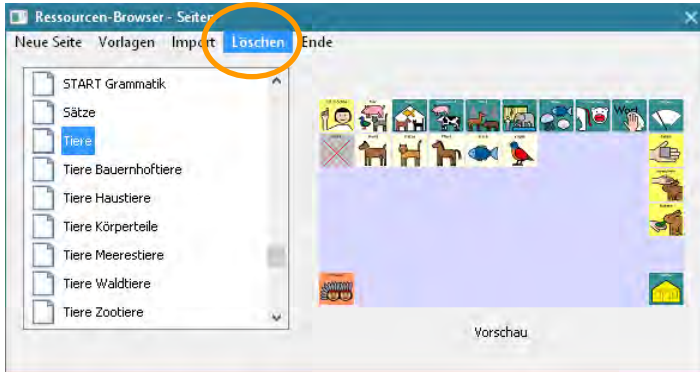 Ressourcen-Browser - Seiten
Neue Seite Vorlagen Import Löschen Ende
START Grammatik
Sätze
Tiere
Tiere Bauernhoftiere
Tiere Haustiere
Tiere Körperteile
Tiere Meerestiere
Tiere Waldtiere
Tiere Zootiere
Wort
Vorschau